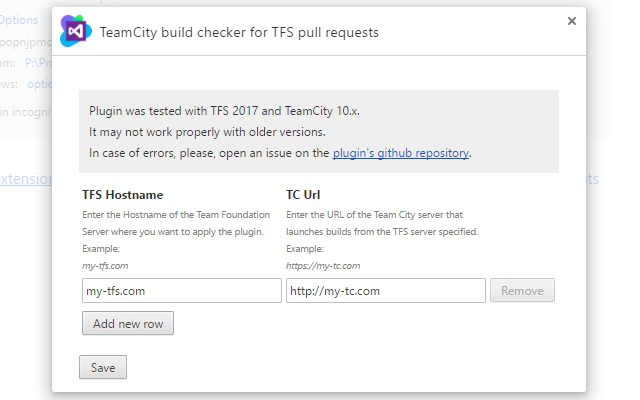 TeamCity build checker for TFS pull requests
Options
popnjpmo
om: P:\Pr
ews: optio
in incogni
extension
ts
Plugin was tested with TFS 2017 and TeamCity 10.x.
It may not work properly with older versions.
In case of errors, please, open an issue on the plugin's github repository.
TFS Hostname
Enter the Hostname of the Team Foundation
Server where you want to apply the plugin.
Example:
my-tfs.com
my-tfs.com
TC Url
Enter the URL of the Team City server that
launches builds from the TFS server specified.
Example:
https://my-tc.com
http://my-tc.com
Remove
Add new row
Save